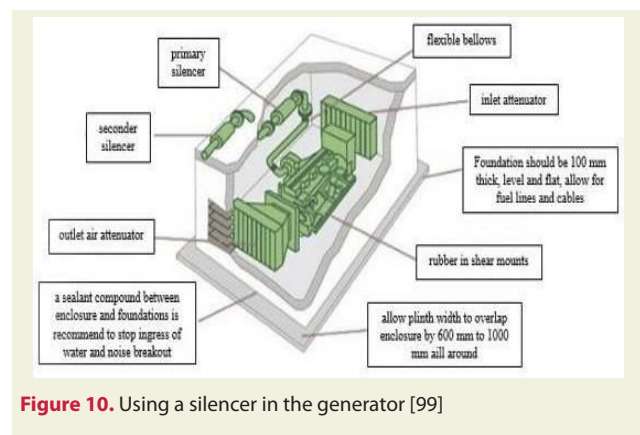 flexible bellows
primary
silencer
inlet attenuator
seconder
silencer
Foundation should be 100 mm
thick, level and flat, allow for
fuel lines and cables
outlet air attenuator
rubber in shear mounts
a sealant compound between
enclosure and foundations is
recommend to stop ingress of
water and noise breakout
allow plinth width to overlap
enclosure by 600 mm to 1000
mm aill around
Figure 10. Using a silencer in the generator [99]